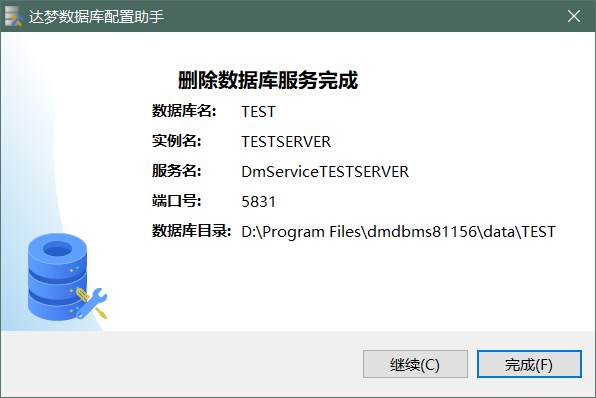 达梦数据库配置助手
删除数据库服务完成
数据库名: TEST
实例名: TESTSERVER
服务名: DmServiceTESTSERVER
端口号: 5831
数据库目录: D:\Program Files\dmdbms81156\data\TEST
继续(C) 完成(F)